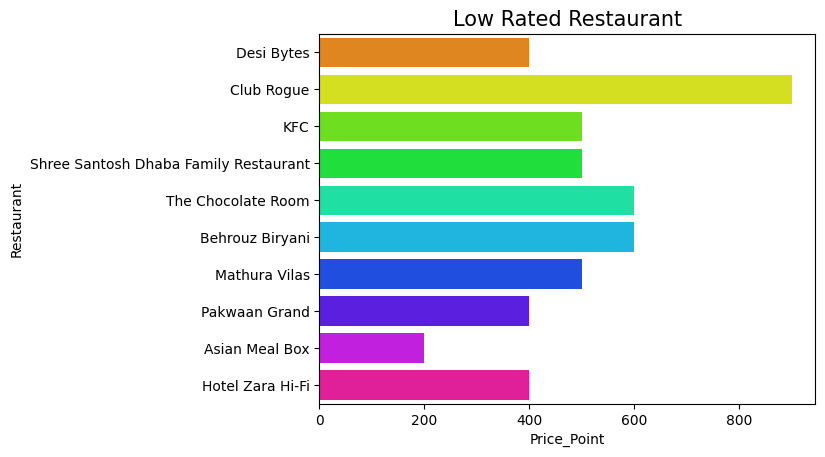 Low Rated Restaurant
Restaurant
Desi Bytes
Club Rogue
KFC
Shree Santosh Dhaba Family Restaurant
The Chocolate Room
Behrouz Biryani
Mathura Vilas
Pakwaan Grand
Asian Meal Box
Hotel Zara Hi-Fi
0 200 400 600 800
Price_Point